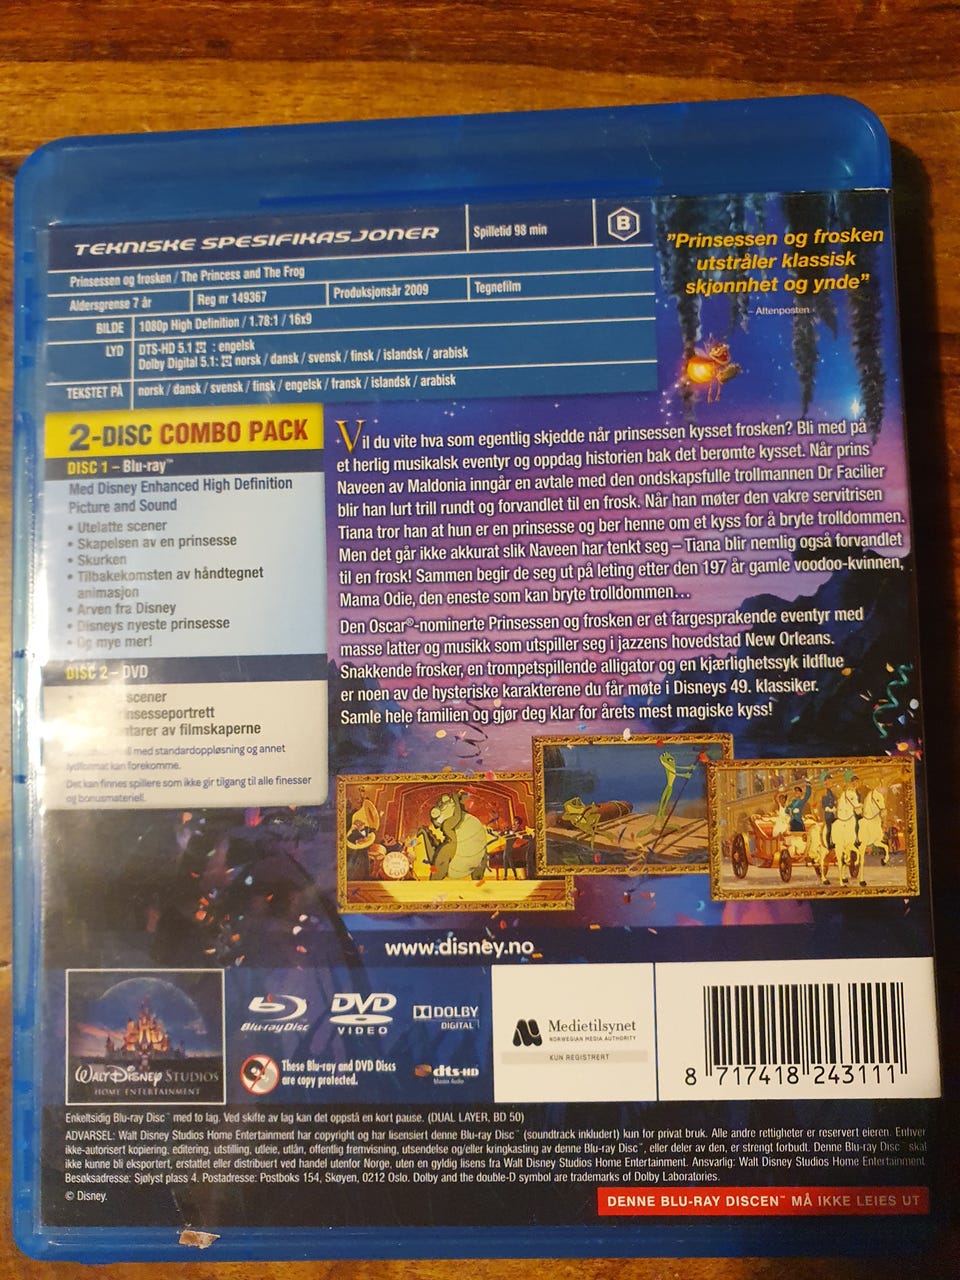 TEKNISKE SPESIFIKASJONER
Spilletid 98 min
B
Prinsessen og frosken / The Princess and The Frog
Aldersgrense 7 år
Reg nr 149367
Produksjonsår 2009
Tegnefilm
BILDE 1080p High Definition / 1.78:1 / 16x9
LYD DTS-HD 5.1 : engelsk
Dolby Digital 5.1: norsk / dansk / svensk / finsk / islandsk / arabisk
TEKSTET PÅ norsk / dansk / svensk / finsk / engelsk / fransk / islandsk / arabisk
"Prinsessen og frosken
utstråler klassisk
skjønnhet og ynde"
– Aftenposten
2-DISC COMBO PACK
DISC 1 – Blu-ray™
Med Disney Enhanced High Definition
Picture and Sound
• Utelatte scener
• Skapelsen av en prinsesse
• Skurken
• Tilbakekomsten av håndtegnet
animasjon
• Arven fra Disney
• Disneys nyeste prinsesse
• Og mye mer!
DISC 2 – DVD
scener
insesseportrett
tarer av filmskaperne
med standardoppløsning og annet
lydformat kan forekomme.
Det kan finnes spillere som ikke gir tilgang til alle finesser
og bonusmateriell.
Vil du vite hva som egentlig skjedde når prinsessen kysset frosken? Bli med på
et herlig musikalsk eventyr og oppdag historien bak det berømte kysset. Når prins
Naveen av Maldonia inngår en avtale med den ondskapsfulle trollmannen Dr Facilier
blir han lurt trill rundt og forvandlet til en frosk. Når han møter den vakre servitrisen
Tiana tror han at hun er en prinsesse og ber henne om et kyss for å bryte trolldommen.
Men det går ikke akkurat slik Naveen har tenkt seg – Tiana blir nemlig også forvandlet
til en frosk! Sammen begir de seg ut på leting etter den 197 år gamle voodoo-kvinnen,
Mama Odie, den eneste som kan bryte trolldommen...
Den Oscar®-nominerte Prinsessen og frosken er et fargesprakende eventyr med
masse latter og musikk som utspiller seg i jazzens hovedstad New Orleans.
Snakkende frosker, en trompetspillende alligator og en kjærlighetssyk ildflue
er noen av de hysteriske karakterene du får møte i Disneys 49. klassiker.
Samle hele familien og gjør deg klar for årets mest magiske kyss!
www.disney.no
WALT DISNEY STUDIOS
HOME ENTERTAINMENT
Blu-ray Disc
DVD
VIDEO
DOLBY
DIGITAL
These Blu-ray and DVD Discs
are copy protected.
dts-HD
Master Audio
Medietilsynet
NORWEGIAN MEDIA AUTHORITY
KUN REGISTRERT
8 717418 243111
Enkeltsidig Blu-ray Disc™ med to lag. Ved skifte av lag kan det oppstå en kort pause. (DUAL LAYER, BD 50)
ADVARSEL: Walt Disney Studios Home Entertainment har copyright og har lisensiert denne Blu-ray Disc™ (soundtrack inkludert) kun for privat bruk. Alle andre rettigheter er reservert eieren. Enhver
ikke-autorisert kopiering, editering, utstilling, utleie, utlån, offentlig fremvisning, utsendelse og/eller kringkasting av denne Blu-ray Disc™, eller deler av den, er strengt forbudt. Denne Blu-ray Disc™ skal
ikke kunne bli eksportert, erstattet eller distribuert ved handel utenfor Norge, uten en gyldig lisens fra Walt Disney Studios Home Entertainment. Ansvarlig: Walt Disney Studios Home Entertainment
Besøksadresse: Sjølyst plass 4. Postadresse: Postboks 154, Skøyen, 0212 Oslo. Dolby and the double-D symbol are trademarks of Dolby Laboratories.
© Disney.
DENNE BLU-RAY DISCEN™ MÅ IKKE LEIES UT